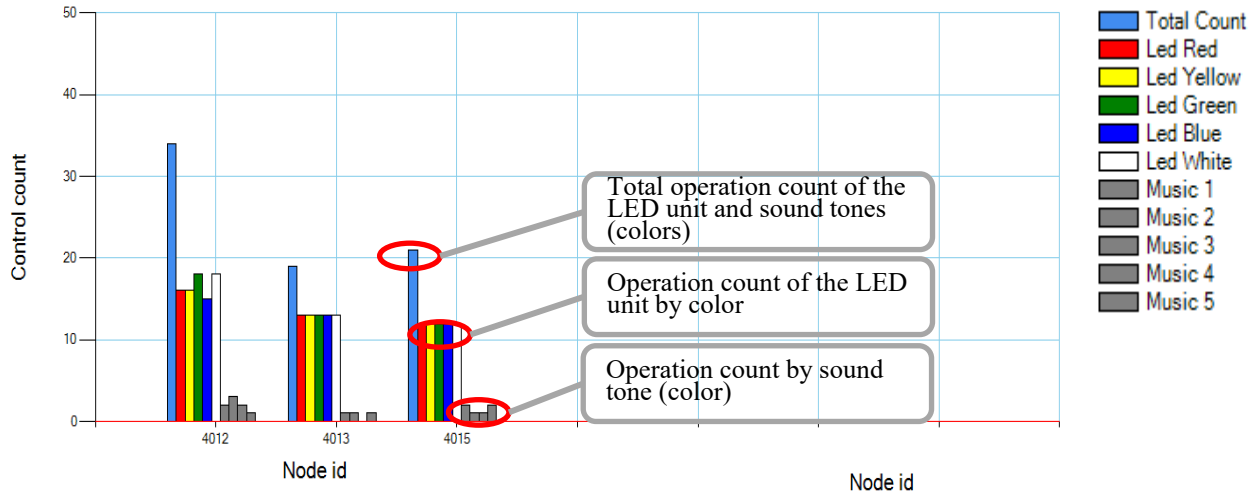 50
40
30
20
10
0
Control count
4012
4013
4015
Node id
Node id
Total operation count of the
LED unit and sound tones
(colors)
Operation count of the LED
unit by color
Operation count by sound
tone (color)
Total Count
Led Red
Led Yellow
Led Green
Led Blue
Led White
Music 1
Music 2
Music 3
Music 4
Music 5